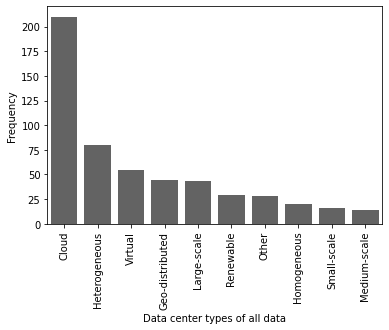 200
175
150
125
100
75
50
25
0
Frequency
Cloud
Heterogeneous
Virtual
Geo-distributed
Large-scale
Renewable
Other
Homogeneous
Small-scale
Medium-scale
Data center types of all data